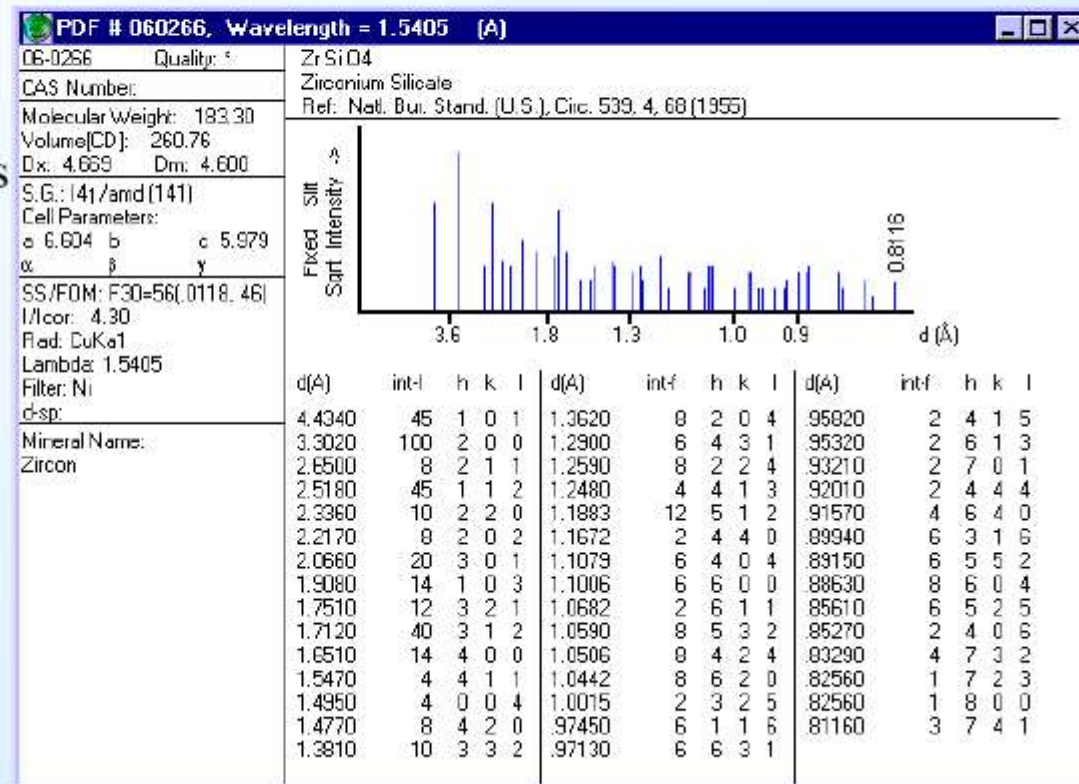 PDF # 060266, Wavelength = 1.5405 (A)
06-0266 Quality: *
CAS Number:
Molecular Weight: 183.30
Volume[CD]: 260.76
Dx: 4.669 Dm: 4.600
s
S.G.: I41/amd (141)
Cell Parameters:
a 6.604 b c 5.979
α β γ
SS/FOM: F30=56(.0118, 46)
I/Icor: 4.30
Rad: CuKa1
Lambda: 1.5405
Filter: Ni
d-sp:
Mineral Name:
Zircon
Zr Si O4
Zirconium Silicate
Ref: Natl. Bur. Stand. (U.S.), Circ. 539, 4, 68 (1955)
Fixed Slit
Sqrt Intensity ->
0.8116
3.6 1.8 1.3 1.0 0.9 d (Å)
d(A) int-f h k l d(A) int-f h k l d(A) int-f h k l
4.4340 45 1 0 1 1.3620 8 2 0 4 .95820 2 4 1 5
3.3020 100 2 0 0 1.2900 6 4 3 1 .95320 2 6 1 3
2.6500 8 2 1 1 1.2590 8 2 2 4 .93210 2 7 0 1
2.5180 45 1 1 2 1.2480 4 4 1 3 .92010 2 4 4 4
2.3360 10 2 2 0 1.1883 12 5 1 2 .91570 4 6 4 0
2.2170 8 2 0 2 1.1672 2 4 4 0 .89940 6 3 1 6
2.0660 20 3 0 1 1.1079 6 4 0 4 .89150 6 5 5 2
1.9080 14 1 0 3 1.1006 6 6 0 0 .88630 8 6 0 4
1.7510 12 3 2 1 1.0682 2 6 1 1 .85610 6 5 2 5
1.7120 40 3 1 2 1.0590 8 5 3 2 .85270 2 4 0 6
1.6510 14 4 0 0 1.0506 8 4 2 4 .83290 4 7 3 2
1.5470 4 4 1 1 1.0442 8 6 2 0 .82560 1 7 2 3
1.4950 4 0 0 4 1.0015 2 3 2 5 .82560 1 8 0 0
1.4770 8 4 2 0 .97450 6 1 1 6 .81160 3 7 4 1
1.3810 10 3 3 2 .97130 6 6 3 1